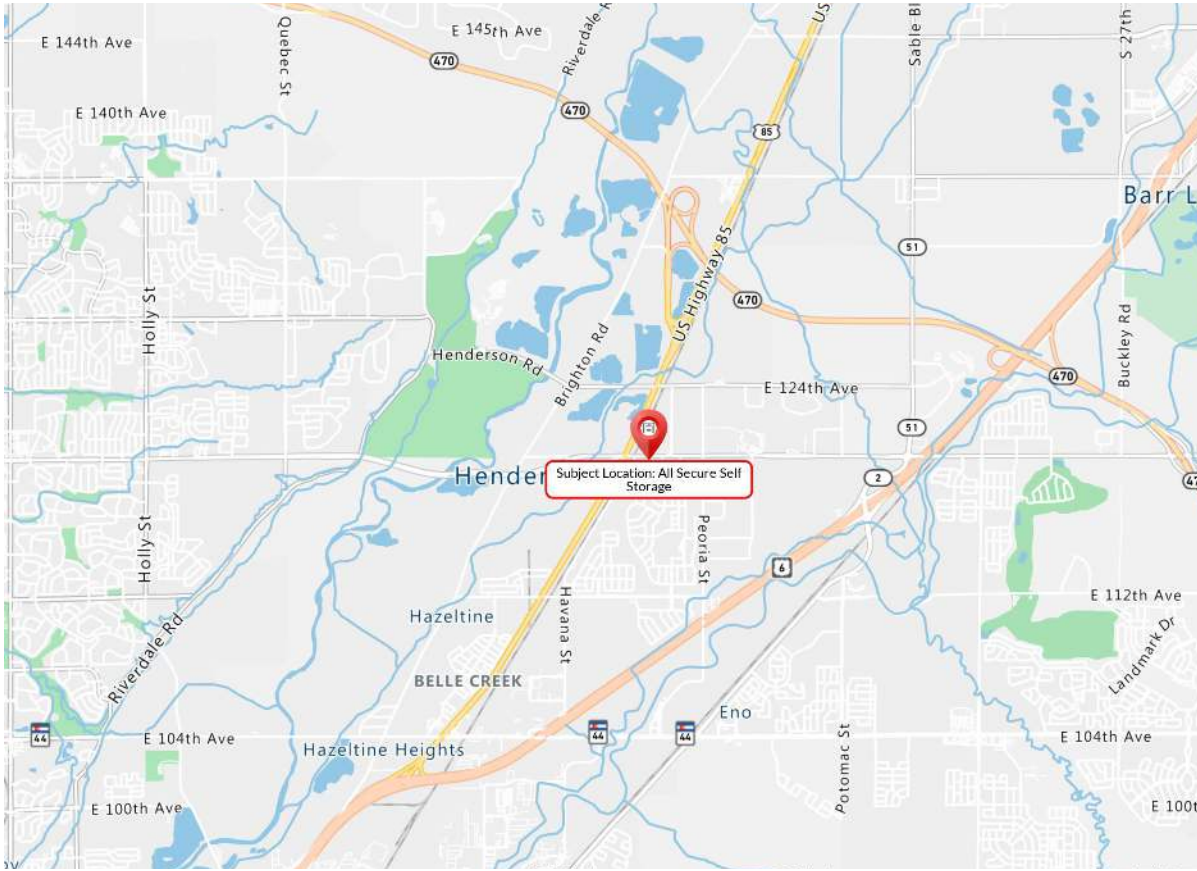 US
E 145th Ave
Riverdale R
Sable Bl
S 27th
E 144th Ave
Quebec St
470
E 140th Ave
470
85
Barr L
Holly St
US Highway 85
51
470
Buckley Rd
Henderson Rd
Brighton Rd
E 124th Ave
470
51
Hender
Subject Location: All Secure Self
Storage
2
47
Holly St
Peoria St
6
Hazeltine
Havana St
E 112th Ave
Riverdale Rd
Landmark Dr
BELLE CREEK
Eno
44
E 104th Ave
44
44
Potomac St
E 104th Ave
Hazeltine Heights
E 100th Ave
E 100t